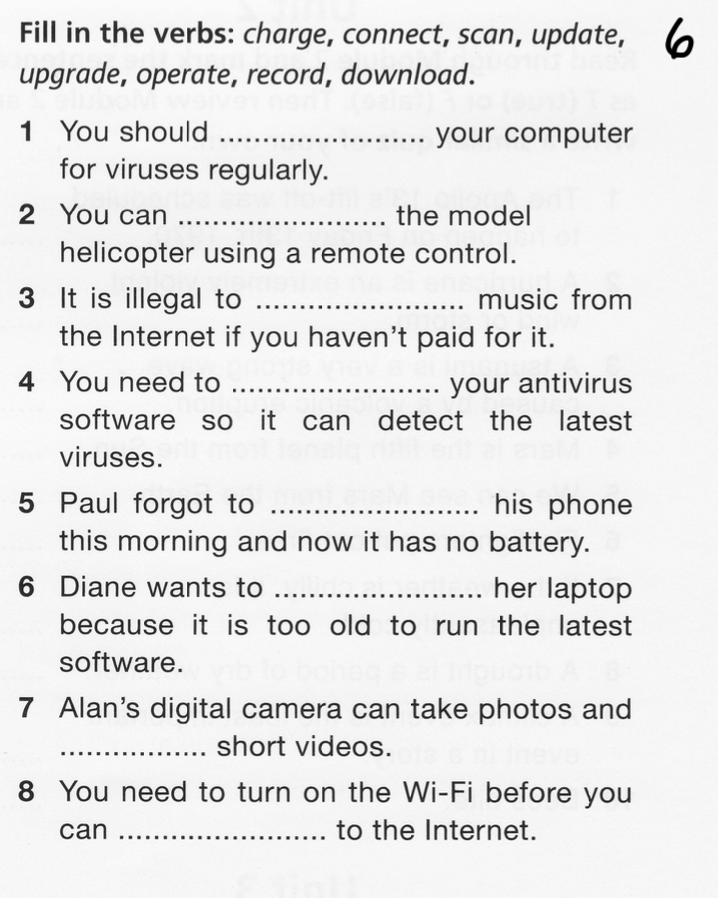 Fill in the verbs: charge, connect, scan, update, 6
upgrade, operate, record, download.
1 You should ........................ your computer
for viruses regularly.
2 You can ........................ the model
helicopter using a remote control.
3 It is illegal to ........................ music from
the Internet if you haven't paid for it.
4 You need to ........................ your antivirus
software so it can detect the latest
viruses.
5 Paul forgot to ........................ his phone
this morning and now it has no battery.
6 Diane wants to ........................ her laptop
because it is too old to run the latest
software.
7 Alan's digital camera can take photos and
................. short videos.
8 You need to turn on the Wi-Fi before you
can ........................ to the Internet.